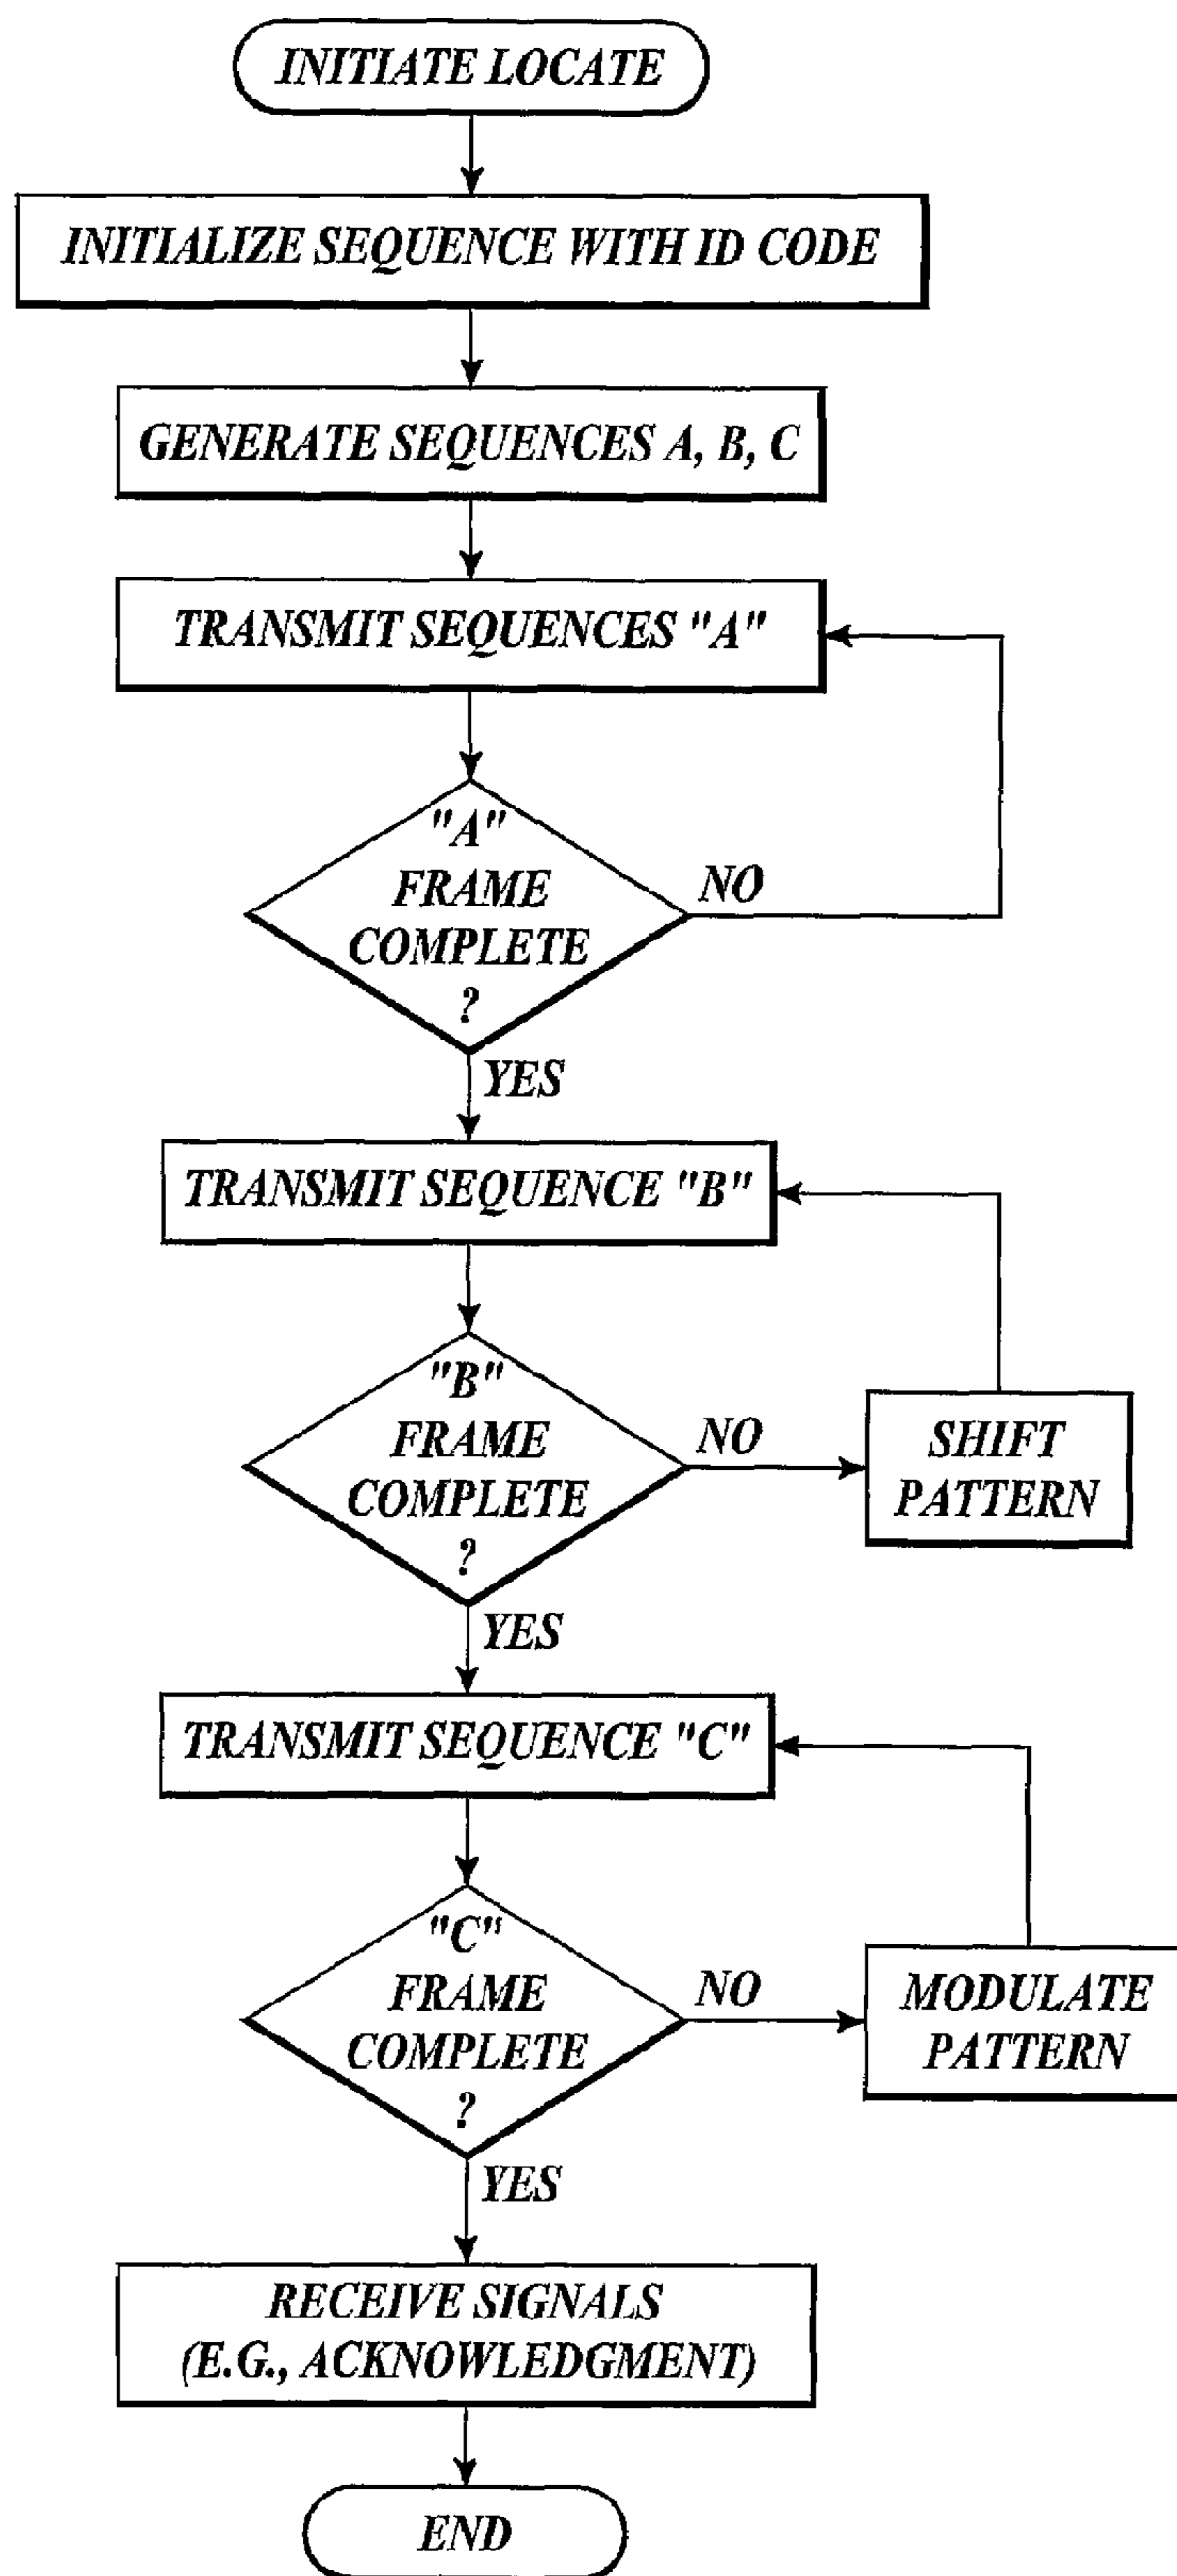 INITIATE LOCATE
INITIALIZE SEQUENCE WITH ID CODE
GENERATE SEQUENCES A, B, C
TRANSMIT SEQUENCES "A"
"A"
FRAME
COMPLETE
?
NO
YES
TRANSMIT SEQUENCE "B"
"B"
FRAME
COMPLETE
?
NO
SHIFT
PATTERN
YES
TRANSMIT SEQUENCE "C"
"C"
FRAME
COMPLETE
?
NO
MODULATE
PATTERN
YES
RECEIVE SIGNALS
(E.G., ACKNOWLEDGMENT)
END